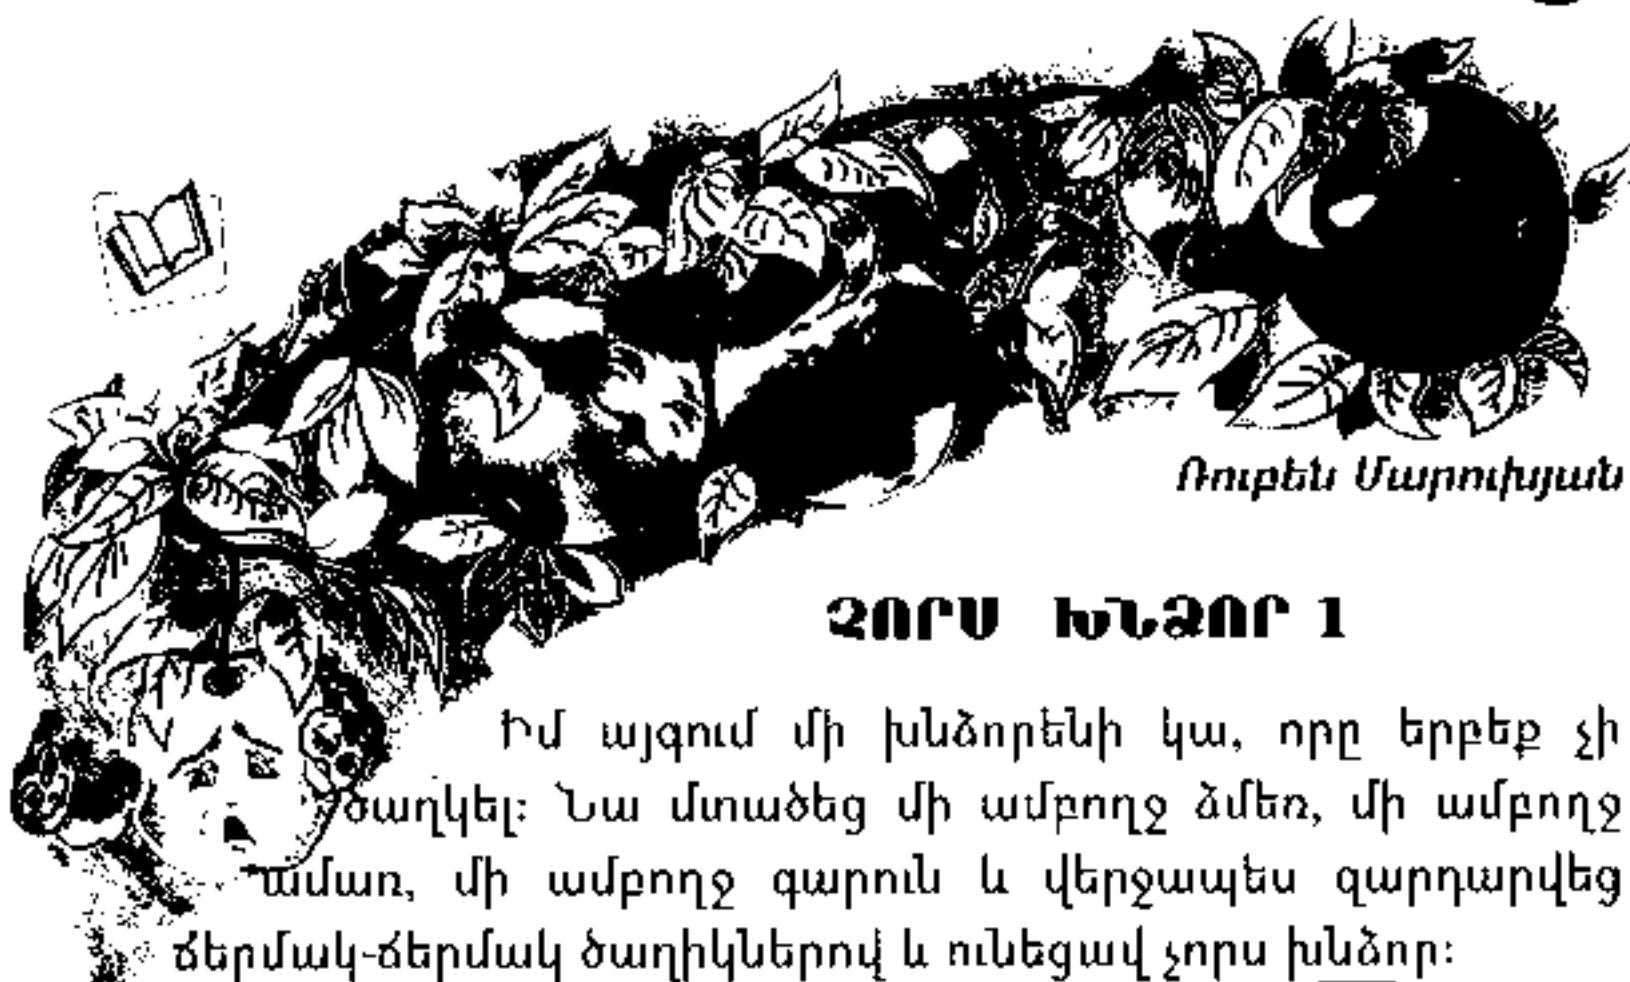 Ռուբեն Մարուխյան
ՉՈՐՍ ԽՆՁՈՐ 1
Իմ այգում մի խնձորենի կա, որը երբեք չի
ծաղկել: Նա մտածեց մի ամբողջ ձմեռ, մի ամբողջ
ամառ, մի ամբողջ գարուն և վերջապես զարդարվեց
ճերմակ-ճերմակ ծաղիկներով և ունեցավ չորս խնձոր: